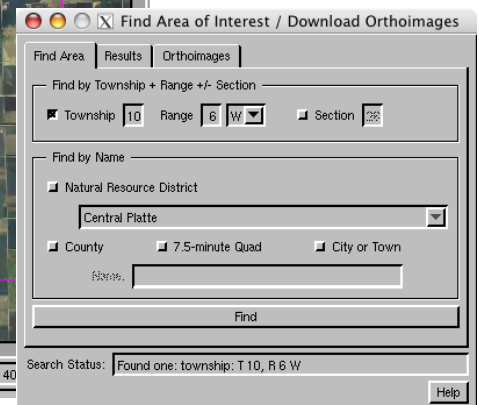 X Find Area of Interest / Download Orthoimages
Find Area Results Orthoimages
Find by Township + Range +/- Section
Township 10 Range 6 W Section 36
Find by Name
Natural Resource District
Central Platte
County 7.5-minute Quad City or Town
Name:
Find
Search Status: Found one: township: T 10, R 6 W
40
Help